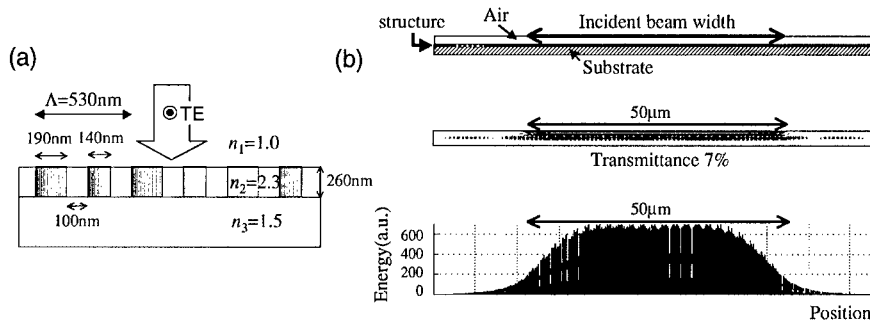 (a)
Λ=530nm
TE
190nm
140nm
n₁=1.0
n₂=2.3
260nm
100nm
n₃=1.5
(b)
structure
Air
Incident beam width
Substrate
50μm
Transmittance 7%
50μm
Energy(a.u.)
600
400
200
0
Position